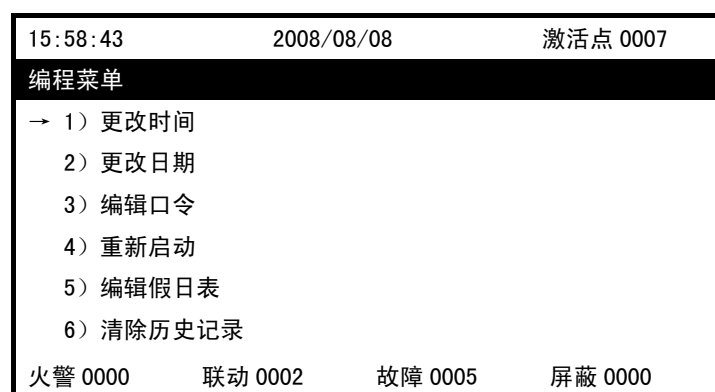 15:58:43 2008/08/08 激活点 0007
编程菜单
→ 1）更改时间
2）更改日期
3）编辑口令
4）重新启动
5）编辑假日表
6）清除历史记录
火警 0000 联动 0002 故障 0005 屏蔽 0000